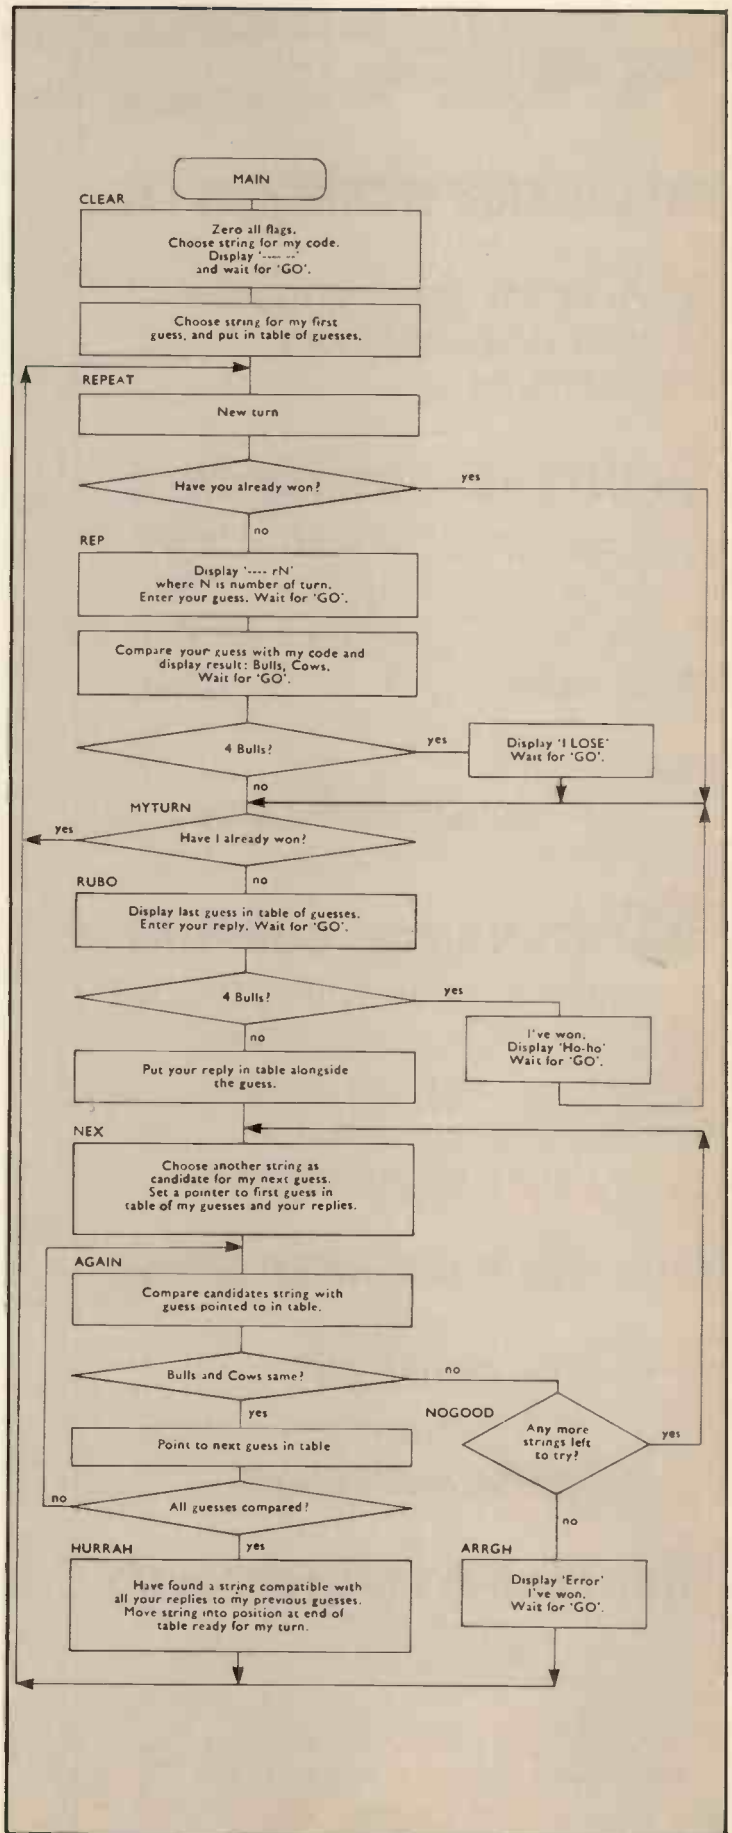 MAIN
CLEAR
Zero all flags.
Choose string for my code.
Display '---- --'
and wait for 'GO'.
Choose string for my first
guess, and put in table of guesses.
REPEAT
New turn
Have you already won?
yes
no
REP
Display '---- rN'
where N is number of turn.
Enter your guess. Wait for 'GO'.
Compare your guess with my code and
display result: Bulls, Cows.
Wait for 'GO'.
4 Bulls?
yes
Display 'I LOSE'
Wait for 'GO'.
no
MYTURN
yes
Have I already won?
no
RUBO
Display last guess in table of guesses.
Enter your reply. Wait for 'GO'.
4 Bulls?
yes
I've won.
Display 'Ho-ho'
Wait for 'GO'.
no
Put your reply in table alongside
the guess.
NEX
Choose another string as
candidate for my next guess.
Set a pointer to first guess in
table of my guesses and your replies.
AGAIN
Compare candidates string with
guess pointed to in table.
Bulls and Cows same?
no
yes
NOGOOD
Any more
strings left
to try?
yes
Point to next guess in table
no
All guesses compared?
no
HURRAH
yes
ARRGH
Have found a string compatible with
all your replies to my previous guesses.
Move string into position at end of
table ready for my turn.
Display 'Error'
I've won.
Wait for 'GO'.